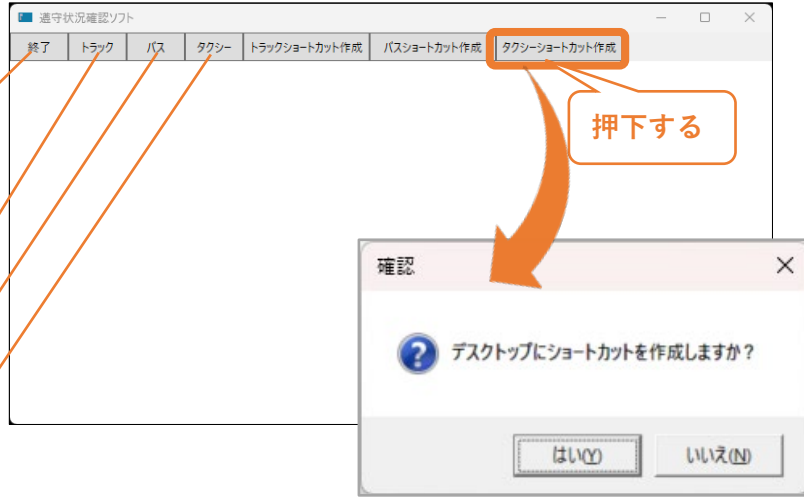 遵守状況確認ソフト
終了 トラック バス タクシー トラックショートカット作成 バスショートカット作成 タクシーショートカット作成
押下する
確認
デスクトップにショートカットを作成しますか?
はい(Y) いいえ(N)